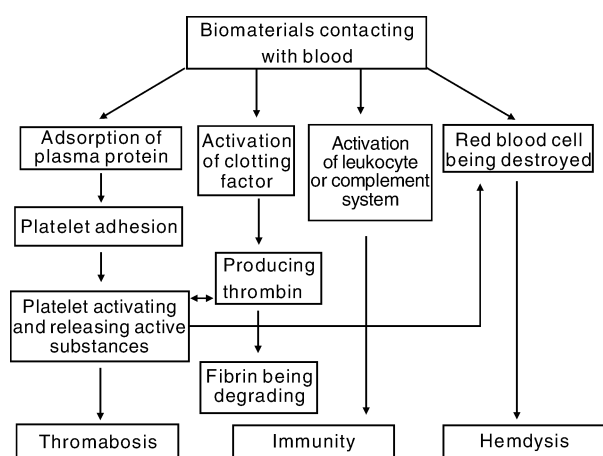 Biomaterials contacting
with blood
Adsorption of
plasma protein
Activation
of clotting
factor
Activation
of leukocyte
or complement
system
Red blood cell
being destroyed
Platelet adhesion
Producing
thrombin
Platelet activating
and releasing active
substances
Fibrin being
degrading
Thromabosis
Immunity
Hemdysis